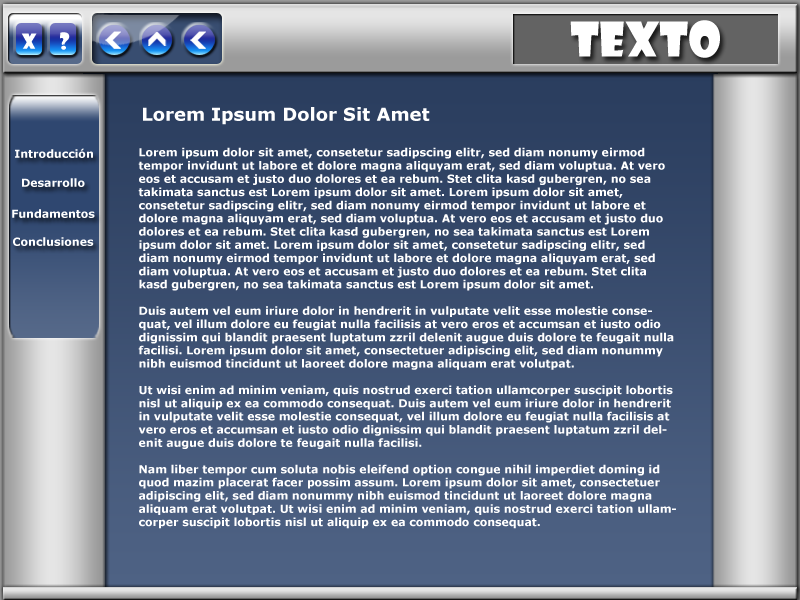 X ?
TEXTO
Introducción
Desarrollo
Fundamentos
Conclusiones
Lorem Ipsum Dolor Sit Amet
Lorem ipsum dolor sit amet, consetetur sadipscing elitr, sed diam nonumy eirmod
tempor invidunt ut labore et dolore magna aliquyam erat, sed diam voluptua. At vero
eos et accusam et justo duo dolores et ea rebum. Stet clita kasd gubergren, no sea
takimata sanctus est Lorem ipsum dolor sit amet. Lorem ipsum dolor sit amet,
consetetur sadipscing elitr, sed diam nonumy eirmod tempor invidunt ut labore et
dolore magna aliquyam erat, sed diam voluptua. At vero eos et accusam et justo duo
dolores et ea rebum. Stet clita kasd gubergren, no sea takimata sanctus est Lorem
ipsum dolor sit amet. Lorem ipsum dolor sit amet, consetetur sadipscing elitr, sed
diam nonumy eirmod tempor invidunt ut labore et dolore magna aliquyam erat, sed
diam voluptua. At vero eos et accusam et justo duo dolores et ea rebum. Stet clita
kasd gubergren, no sea takimata sanctus est Lorem ipsum dolor sit amet.
Duis autem vel eum iriure dolor in hendrerit in vulputate velit esse molestie conse-
quat, vel illum dolore eu feugiat nulla facilisis at vero eros et accumsan et iusto odio
dignissim qui blandit praesent luptatum zzril delenit augue duis dolore te feugait nulla
facilisi. Lorem ipsum dolor sit amet, consectetuer adipiscing elit, sed diam nonummy
nibh euismod tincidunt ut laoreet dolore magna aliquam erat volutpat.
Ut wisi enim ad minim veniam, quis nostrud exerci tation ullamcorper suscipit lobortis
nisl ut aliquip ex ea commodo consequat. Duis autem vel eum iriure dolor in hendrerit
in vulputate velit esse molestie consequat, vel illum dolore eu feugiat nulla facilisis at
vero eros et accumsan et iusto odio dignissim qui blandit praesent luptatum zzril del-
enit augue duis dolore te feugait nulla facilisi.
Nam liber tempor cum soluta nobis eleifend option congue nihil imperdiet doming id
quod mazim placerat facer possim assum. Lorem ipsum dolor sit amet, consectetuer
adipiscing elit, sed diam nonummy nibh euismod tincidunt ut laoreet dolore magna
aliquam erat volutpat. Ut wisi enim ad minim veniam, quis nostrud exerci tation ullam-
corper suscipit lobortis nisl ut aliquip ex ea commodo consequat.